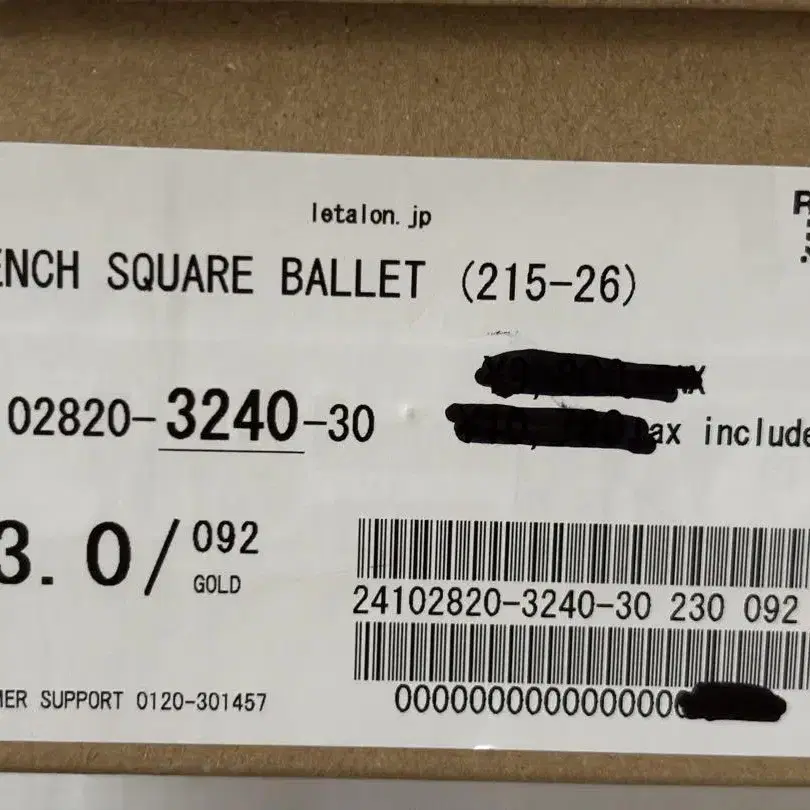 letalon.jp
ENCH SQUARE BALLET (215-26)
02820-3240-30
ax include
3.0/092
GOLD
24102820-3240-30 230 092
MER SUPPORT 0120-301457